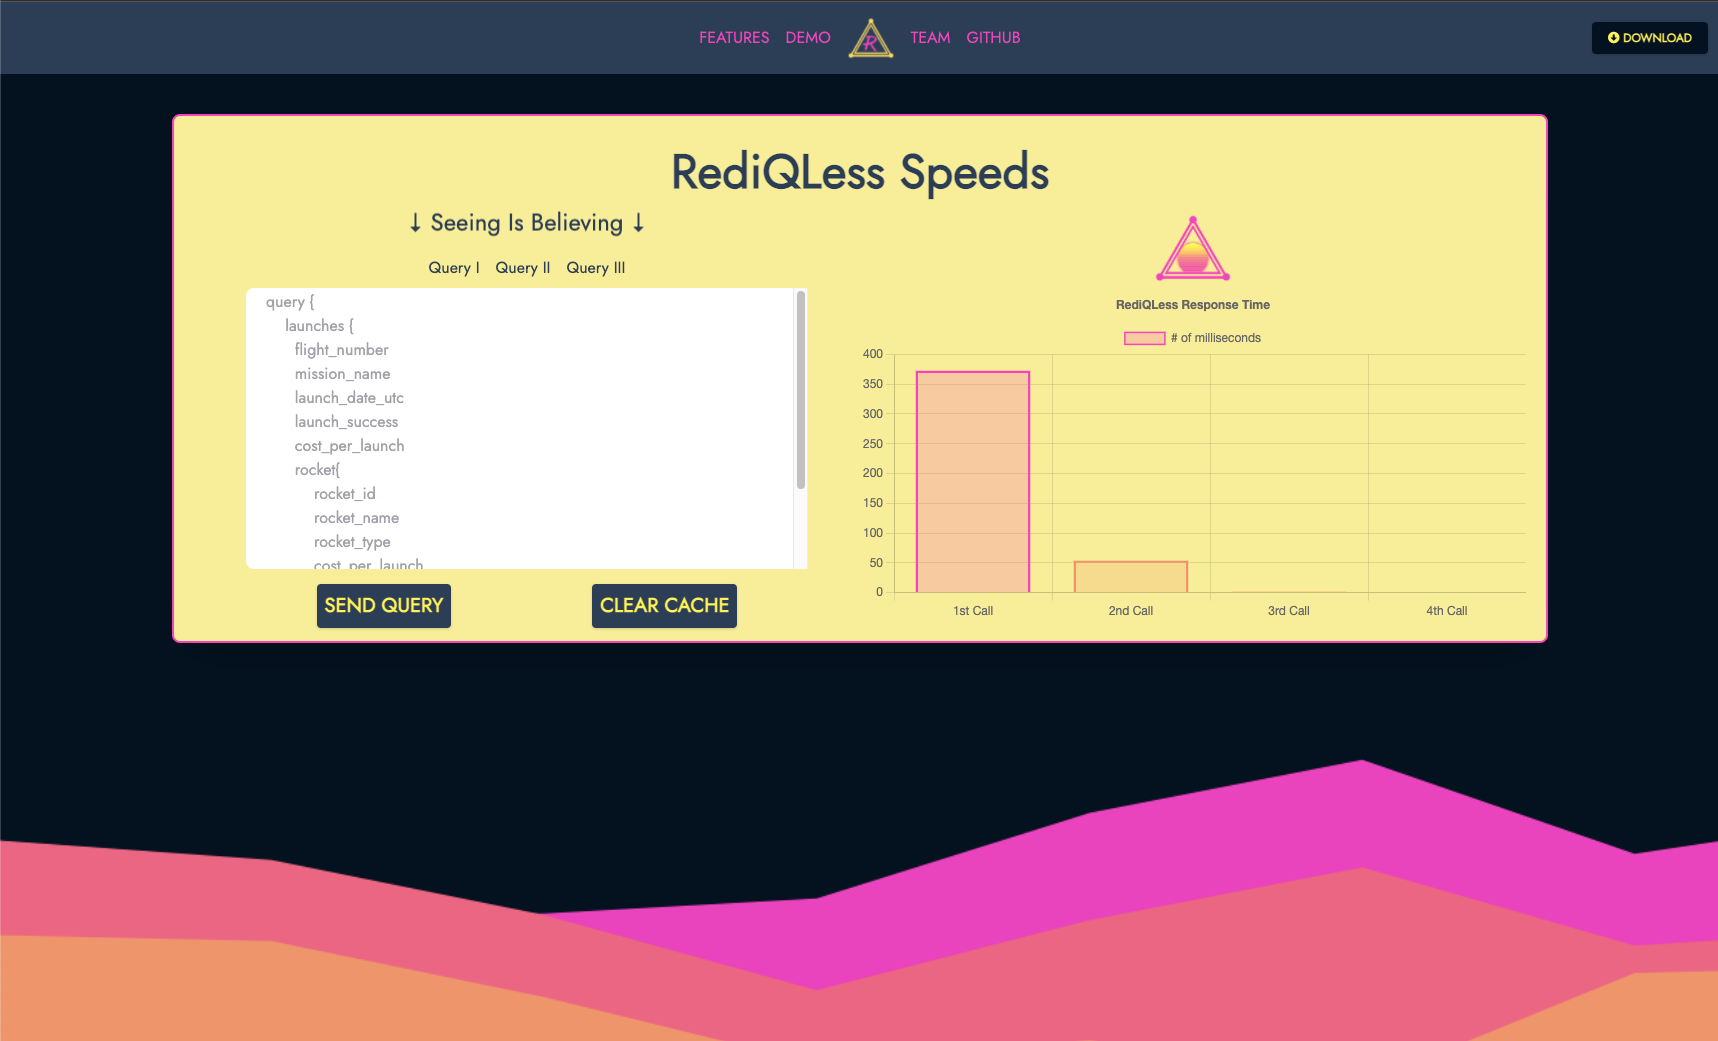 FEATURES DEMO R TEAM GITHUB
DOWNLOAD
RediQLess Speeds
↓ Seeing Is Believing ↓
Query I Query II Query III
query {
launches {
flight_number
mission_name
launch_date_utc
launch_success
cost_per_launch
rocket{
rocket_id
rocket_name
rocket_type
cost_per_launch
SEND QUERY CLEAR CACHE
RediQLess Response Time
# of milliseconds
400
350
300
250
200
150
100
50
0
1st Call 2nd Call 3rd Call 4th Call